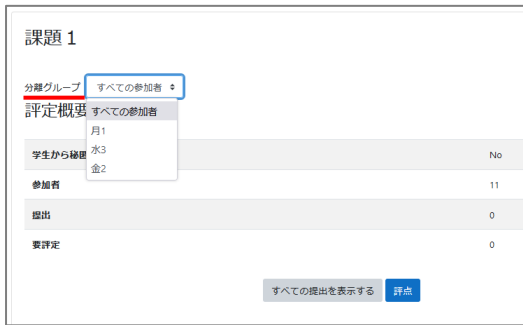 課題 1
分離グループ すべての参加者
評定概要
すべての参加者
月1
水3
金2
学生から秘匿 No
参加者 11
提出 0
要評定 0
すべての提出を表示する 評点